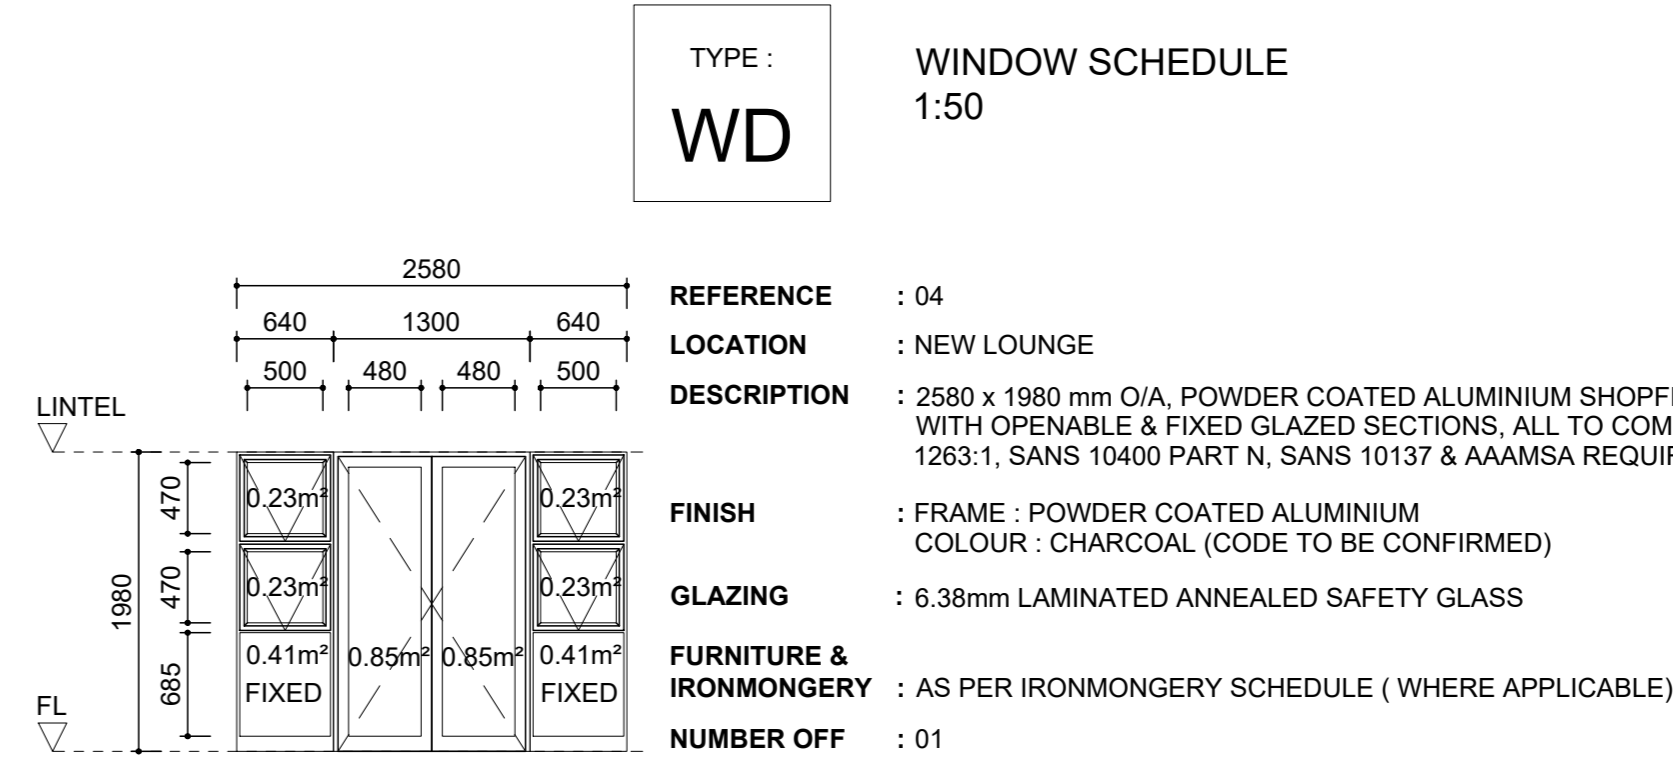 TYPE :
WD
WINDOW SCHEDULE
1:50
2580
640 1300 640
500 480 480 500
LINTEL
470
470
685
1980
FL
0.23m² 0.23m²
0.23m² 0.23m²
0.41m² 0.85m² 0.85m² 0.41m²
FIXED FIXED
REFERENCE : 04
LOCATION : NEW LOUNGE
DESCRIPTION : 2580 x 1980 mm O/A, POWDER COATED ALUMINIUM
WITH OPENABLE & FIXED GLAZED SECTIONS, ALL TO
1263:1, SANS 10400 PART N, SANS 10137 & AAAMSA
FINISH : FRAME : POWDER COATED ALUMINIUM
COLOUR : CHARCOAL (CODE TO BE CONFIRMED)
GLAZING : 6.38mm LAMINATED ANNEALED SAFETY GLASS
FURNITURE &
IRONMONGERY : AS PER IRONMONGERY SCHEDULE ( WHERE APPLICABLE)
NUMBER OFF : 01